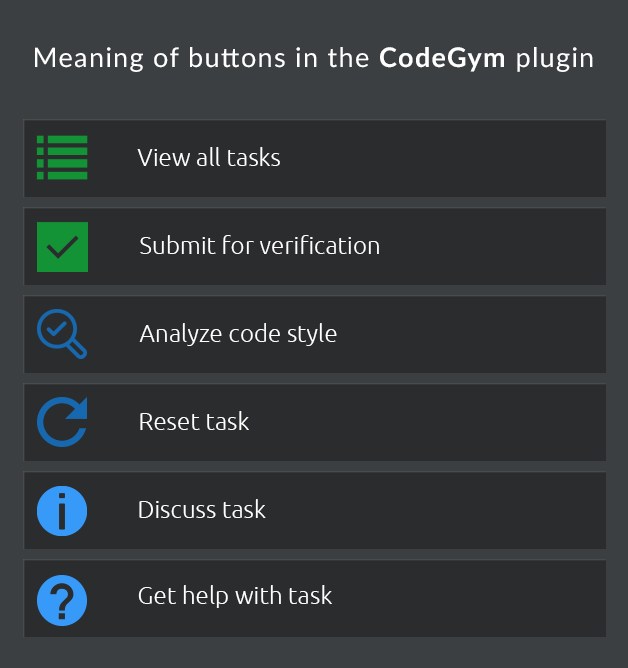 Meaning of buttons in the CodeGym plugin
View all tasks
Submit for verification
Analyze code style
Reset task
Discuss task
Get help with task